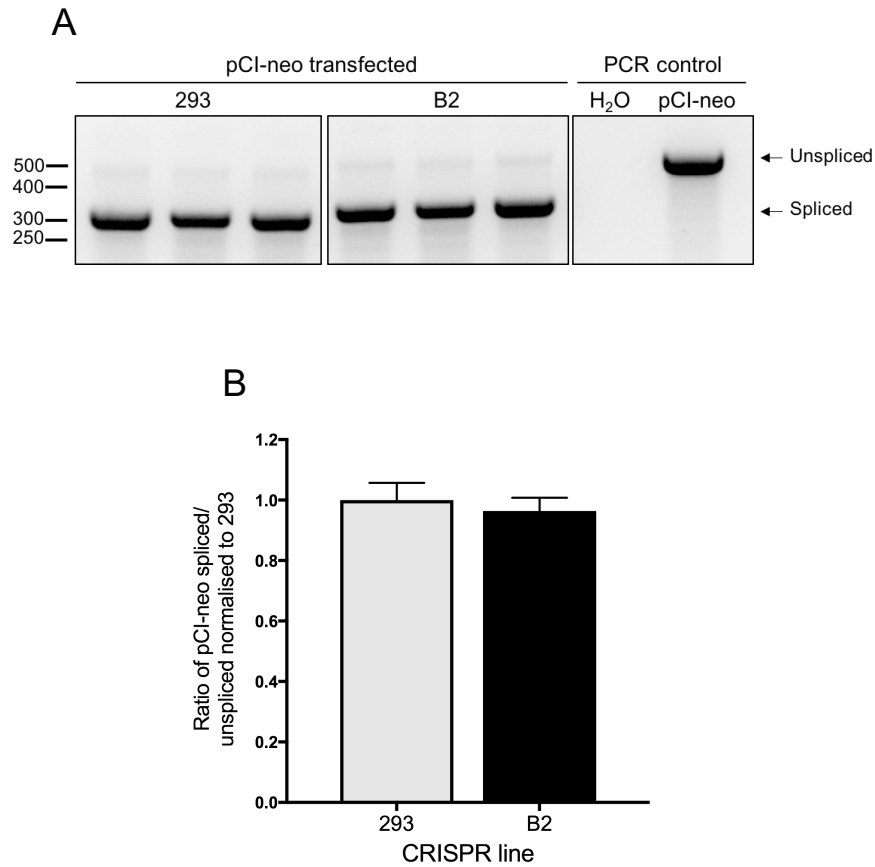 A
pCI-neo transfected
PCR control
293
B2
H₂O
pCI-neo
500
400
300
250
Unspliced
Spliced
B
Ratio of pCI-neo spliced/
unspliced normalised to 293
1.2
1.0
0.8
0.6
0.4
0.2
0.0
293
B2
CRISPR line